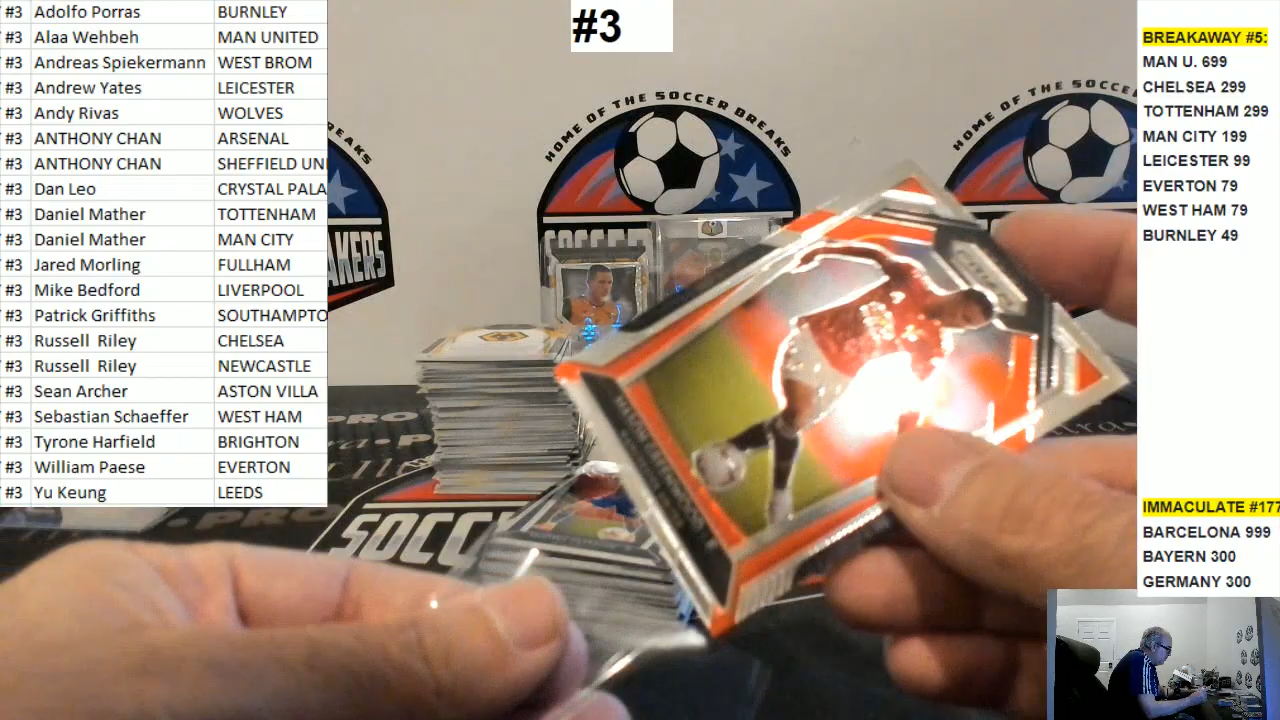 #3 Adolfo Porras BURNLEY
#3 Alaa Wehbeh MAN UNITED
#3 Andreas Spiekermann WEST BROM
#3 Andrew Yates LEICESTER
#3 Andy Rivas WOLVES
#3 ANTHONY CHAN ARSENAL
#3 ANTHONY CHAN SHEFFIELD UNI
#3 Dan Leo CRYSTAL PALA
#3 Daniel Mather TOTTENHAM
#3 Daniel Mather MAN CITY
#3 Jared Morling FULLHAM
#3 Mike Bedford LIVERPOOL
#3 Patrick Griffiths SOUTHAMPTO
#3 Russell Riley CHELSEA
#3 Russell Riley NEWCASTLE
#3 Sean Archer ASTON VILLA
#3 Sebastian Schaeffer WEST HAM
#3 Tyrone Harfield BRIGHTON
#3 William Paese EVERTON
#3 Yu Keung LEEDS
#3
REAKS
AKERS
HOME OF THE SOCCER BREAKS
SOCCER
HOME OF THE SOCCER
SOCC
BREAKAWAY #5:
MAN U. 699
CHELSEA 299
TOTTENHAM 299
MAN CITY 199
LEICESTER 99
EVERTON 79
WEST HAM 79
BURNLEY 49
IMMACULATE #177
BARCELONA 999
BAYERN 300
GERMANY 300